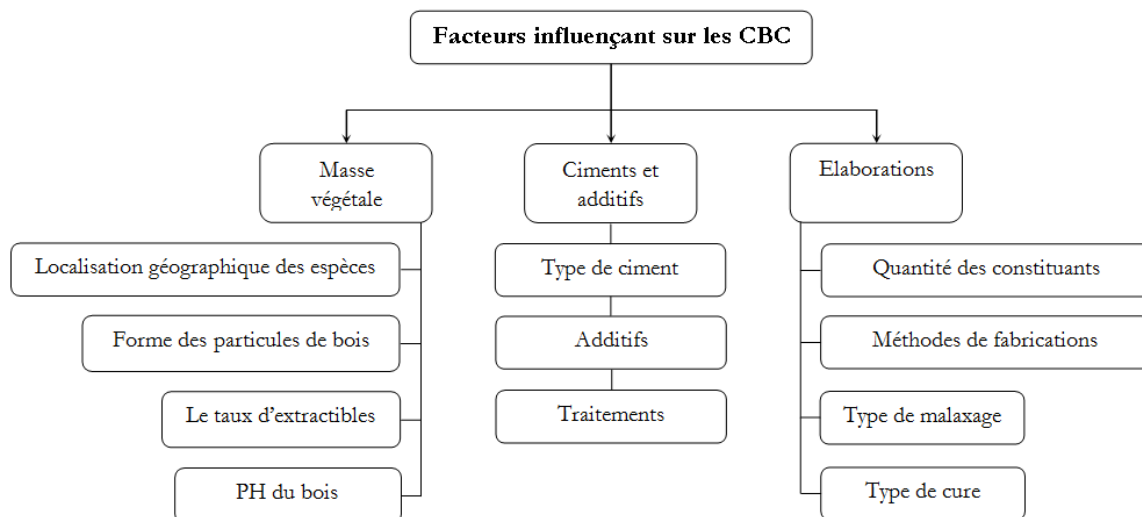 Facteurs influençant sur les CBC
Masse
végétale
Localisation géographique des espèces
Forme des particules de bois
Le taux d'extractibles
PH du bois
Ciments et
additifs
Type de ciment
Additifs
Traitements
Elaborations
Quantité des constituants
Méthodes de fabrications
Type de malaxage
Type de cure